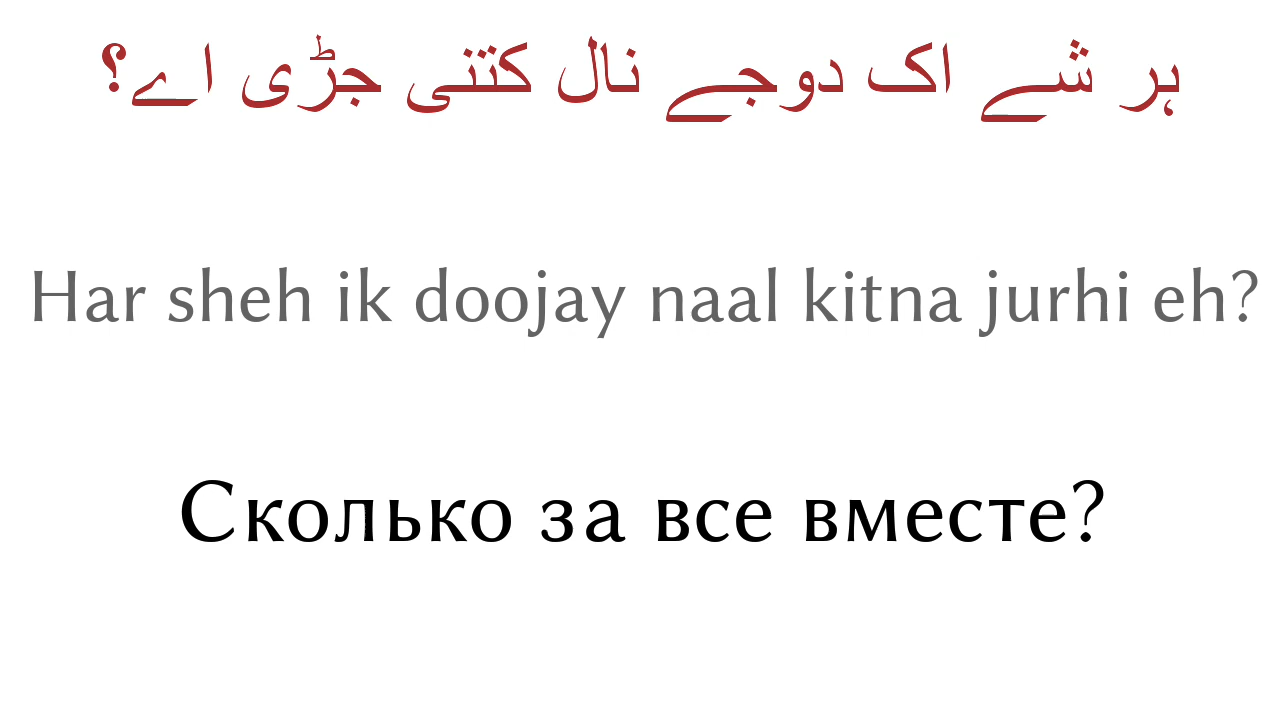 ہر شے اک دوجے نال کتنی جڑی اے؟
Har sheh ik doojay naal kitna jurhi eh?
Сколько за все вместе?